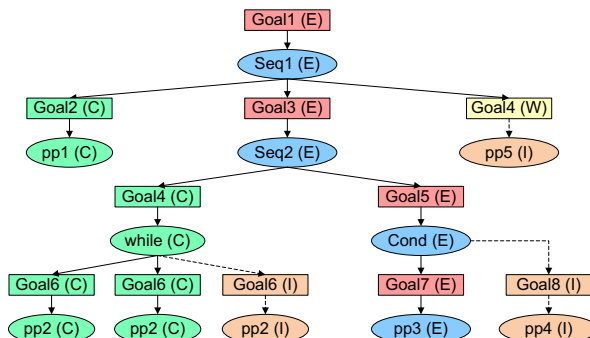 Goal1 (E)
Seq1 (E)
Goal2 (C) Goal3 (E) Goal4 (W)
pp1 (C) Seq2 (E) pp5 (I)
Goal4 (C) Goal5 (E)
while (C) Cond (E)
Goal6 (C) Goal6 (C) Goal6 (I) Goal7 (E) Goal8 (I)
pp2 (C) pp2 (C) pp2 (I) pp3 (E) pp4 (I)